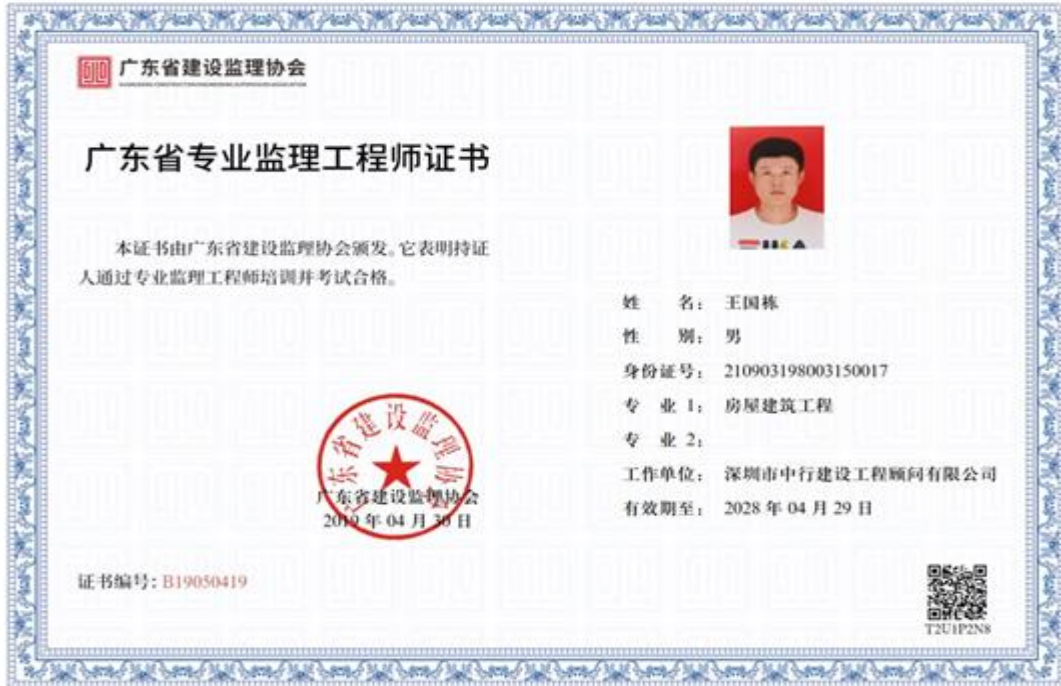 广东省建设监理协会
广东省专业监理工程师证书
本证书由广东省建设监理协会颁发。它表明持证
人通过专业监理工程师培训并考试合格。
姓 名： 王国栋
性 别： 男
身份证号： 210903198003150017
专 业 1： 房屋建筑工程
专 业 2：
工作单位： 深圳市中行建设工程顾问有限公司
有效期至： 2028 年 04 月 29 日
广东省建设监理协会
广东省建设监理协会
2019 年 04 月 30 日
证书编号：B19050419
T2U1P2N8